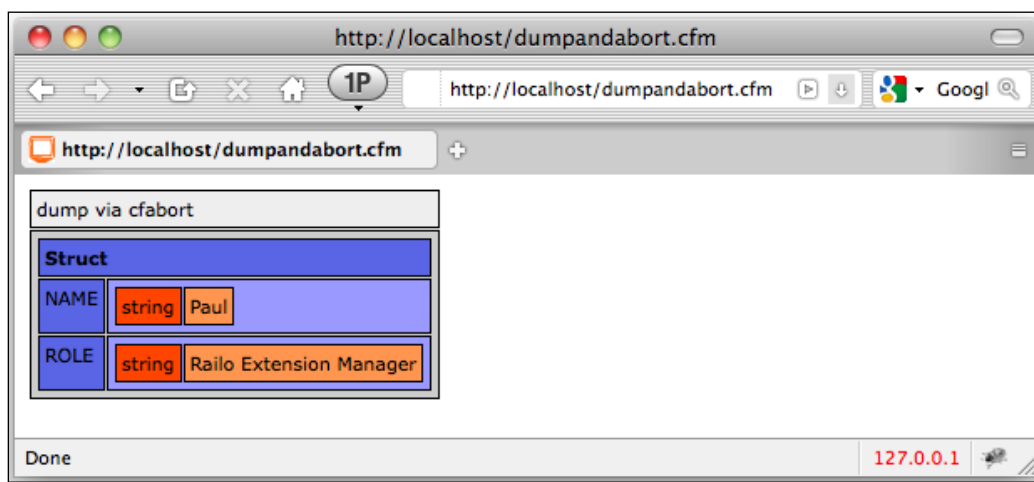 http://localhost/dumpandabort.cfm
1P
http://localhost/dumpandabort.cfm
Googl
http://localhost/dumpandabort.cfm
dump via cfabort
Struct
NAME string Paul
ROLE string Railo Extension Manager
Done 127.0.0.1